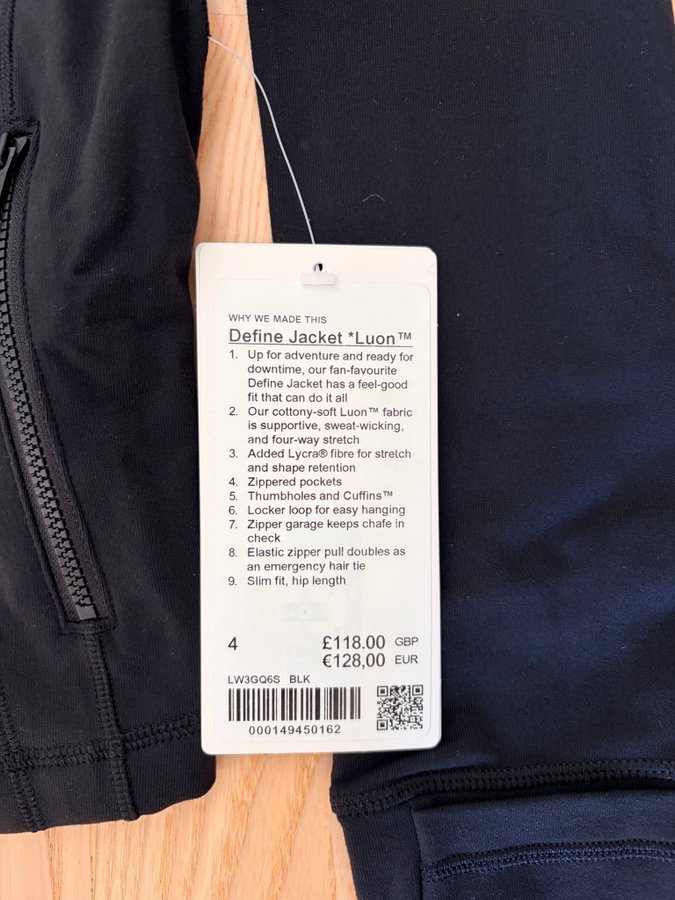 WHY WE MADE THIS
Define Jacket *Luon™
1. Up for adventure and ready for
downtime, our fan-favourite
Define Jacket has a feel-good
fit that can do it all
2. Our cottony-soft Luon™ fabric
is supportive, sweat-wicking,
and four-way stretch
3. Added Lycra® fibre for stretch
and shape retention
4. Zippered pockets
5. Thumbholes and Cuffins™
6. Locker loop for easy hanging
7. Zipper garage keeps chafe in
check
8. Elastic zipper pull doubles as
an emergency hair tie
9. Slim fit, hip length
4 £118.00 GBP
€128,00 EUR
LW3GQ6S BLK
000149450162